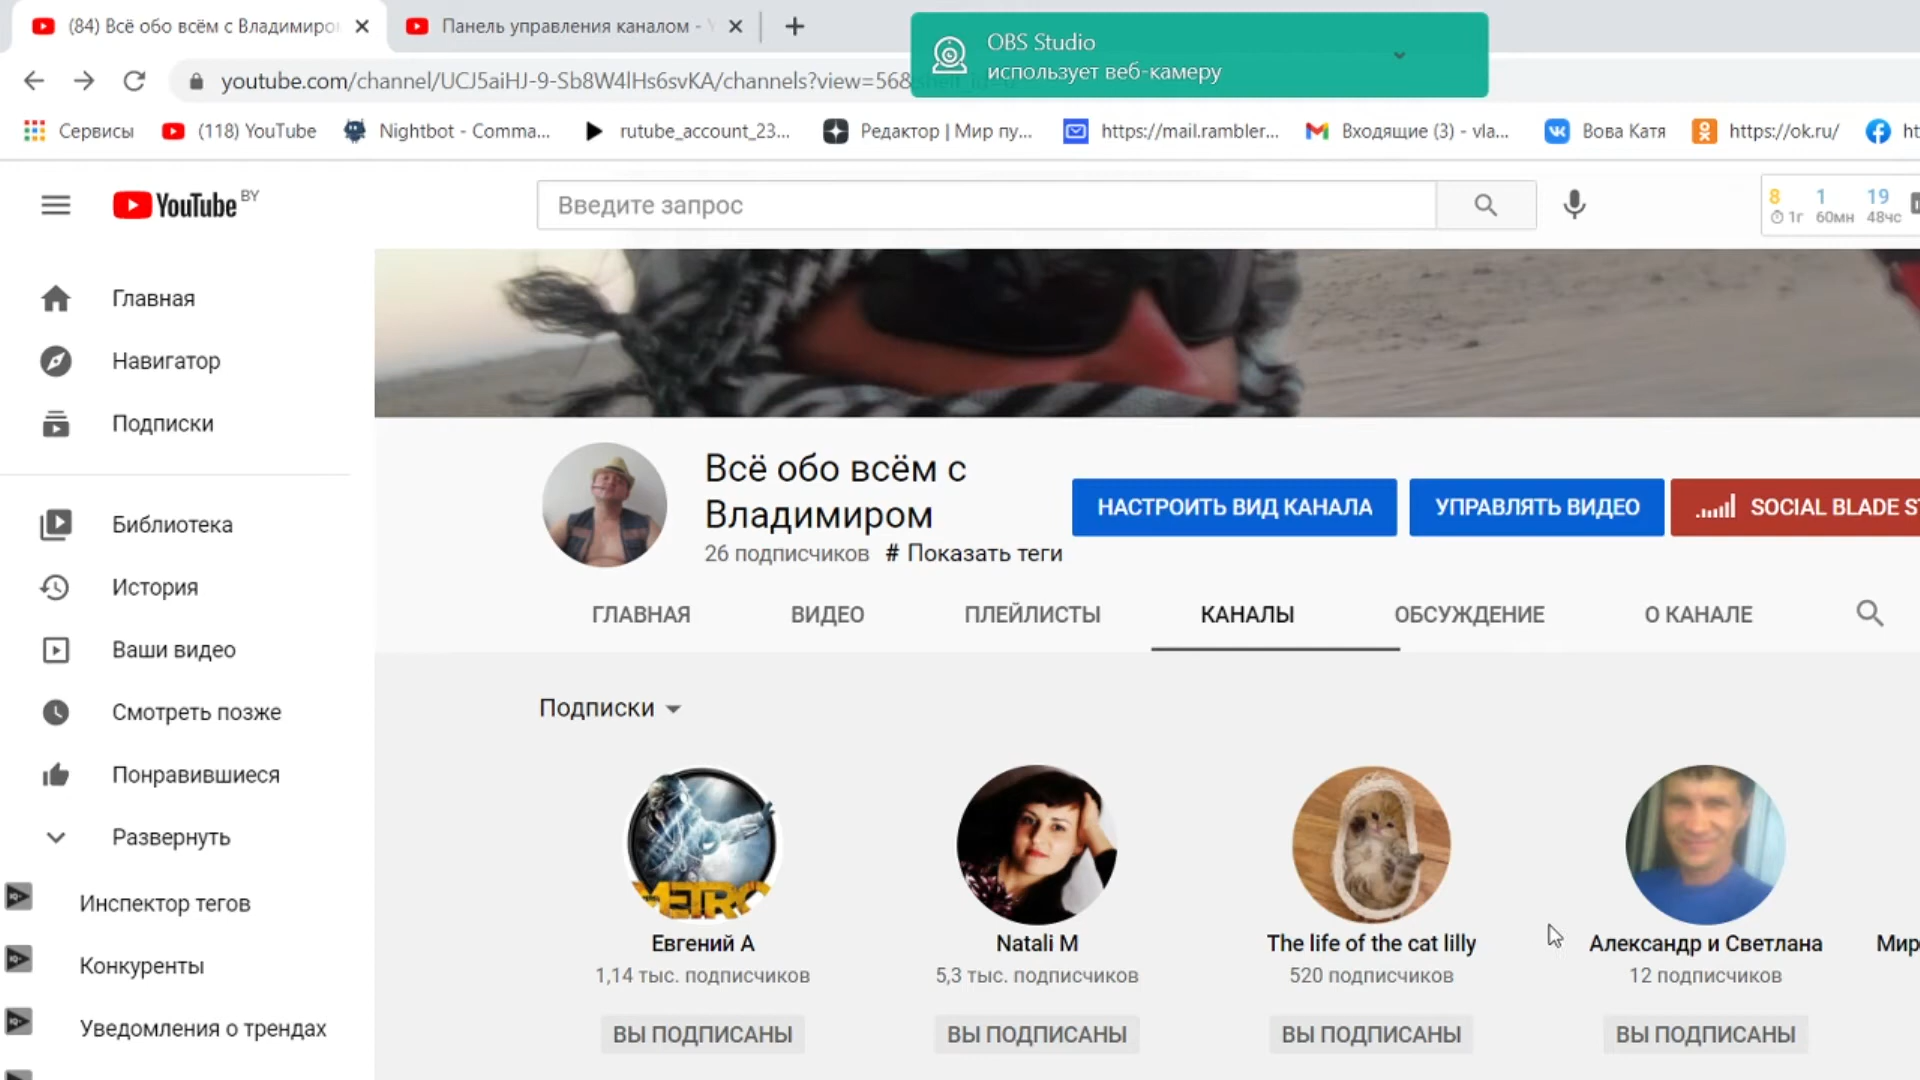 (84) Всё обо всём с Владимиро
Панель управления каналом -
OBS Studio
использует веб-камеру
youtube.com/channel/UCJ5aiHJ-9-Sb8W4lHs6svKA/channels?view=56&
Сервисы
(118) YouTube
Nightbot - Comma...
rutube_account_23...
Редактор | Мир пу...
https://mail.rambler...
Входящие (3) - vla...
Вова Катя
https://ok.ru/
ht
YouTube BY
Введите запрос
8 1 19
1г 60мн 48чс
Главная
Навигатор
Подписки
Библиотека
История
Ваши видео
Смотреть позже
Понравившиеся
Развернуть
Инспектор тегов
Конкуренты
Уведомления о трендах
Всё обо всём с
Владимиром
26 подписчиков # Показать теги
НАСТРОИТЬ ВИД КАНАЛА
УПРАВЛЯТЬ ВИДЕО
SOCIAL BLADE S
ГЛАВНАЯ
ВИДЕО
ПЛЕЙЛИСТЫ
КАНАЛЫ
ОБСУЖДЕНИЕ
О КАНАЛЕ
Подписки
METRO
Евгений А
1,14 тыс. подписчиков
ВЫ ПОДПИСАНЫ
Natali M
5,3 тыс. подписчиков
ВЫ ПОДПИСАНЫ
The life of the cat lilly
520 подписчиков
ВЫ ПОДПИСАНЫ
Александр и Светлана
12 подписчиков
ВЫ ПОДПИСАНЫ
Мир